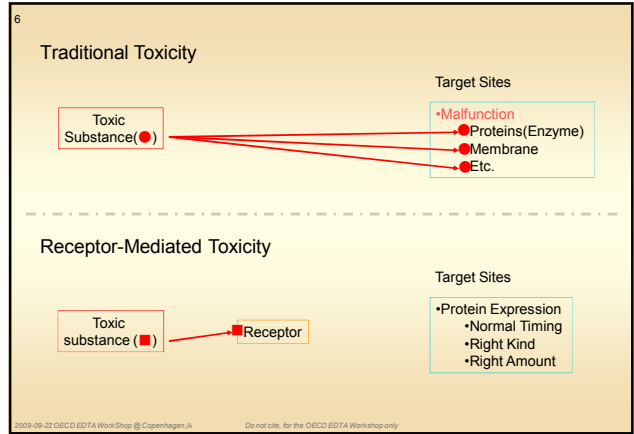 6
Traditional Toxicity
Target Sites
Toxic
Substance(●)
•Malfunction
●Proteins(Enzyme)
●Membrane
●Etc.
Receptor-Mediated Toxicity
Target Sites
Toxic
substance (■)
■Receptor
•Protein Expression
•Normal Timing
•Right Kind
•Right Amount
2009-09-22 OECD EDTA WorkShop @ Copenhagen jk Do not cite, for the OECD EDTA Workshop only